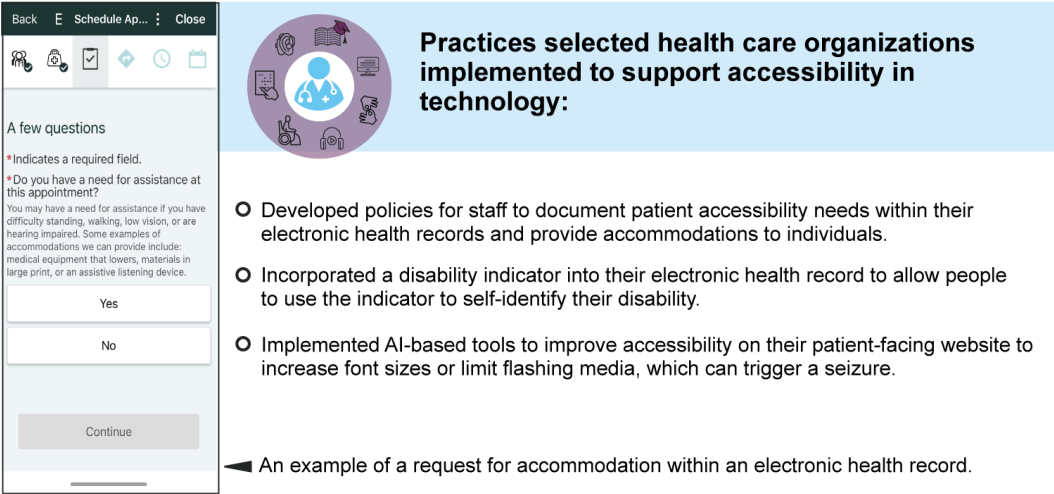 Back E Schedule Ap... Close
A few questions
*Indicates a required field.
*Do you have a need for assistance at
this appointment?
You may have a need for assistance if you have
difficulty standing, walking, low vision, or are
hearing impaired. Some examples of
accommodations we can provide include:
medical equipment that lowers, materials in
large print, or an assistive listening device.
Yes
No
Continue
Practices selected health care organizations
implemented to support accessibility in
technology:
Developed policies for staff to document patient accessibility needs within their
electronic health records and provide accommodations to individuals.
Incorporated a disability indicator into their electronic health record to allow people
to use the indicator to self-identify their disability.
Implemented AI-based tools to improve accessibility on their patient-facing website to
increase font sizes or limit flashing media, which can trigger a seizure.
An example of a request for accommodation within an electronic health record.